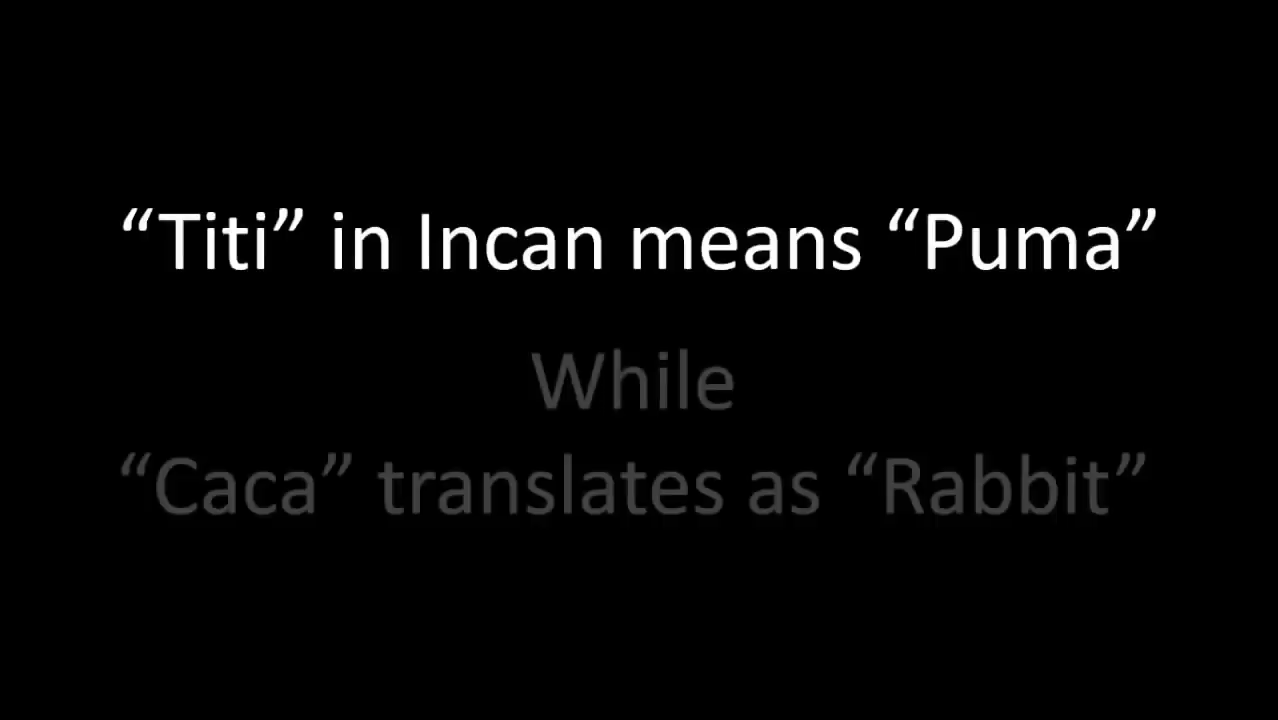 “Titi” in Incan means “Puma”
While
“Caca” translates as “Rabbit”